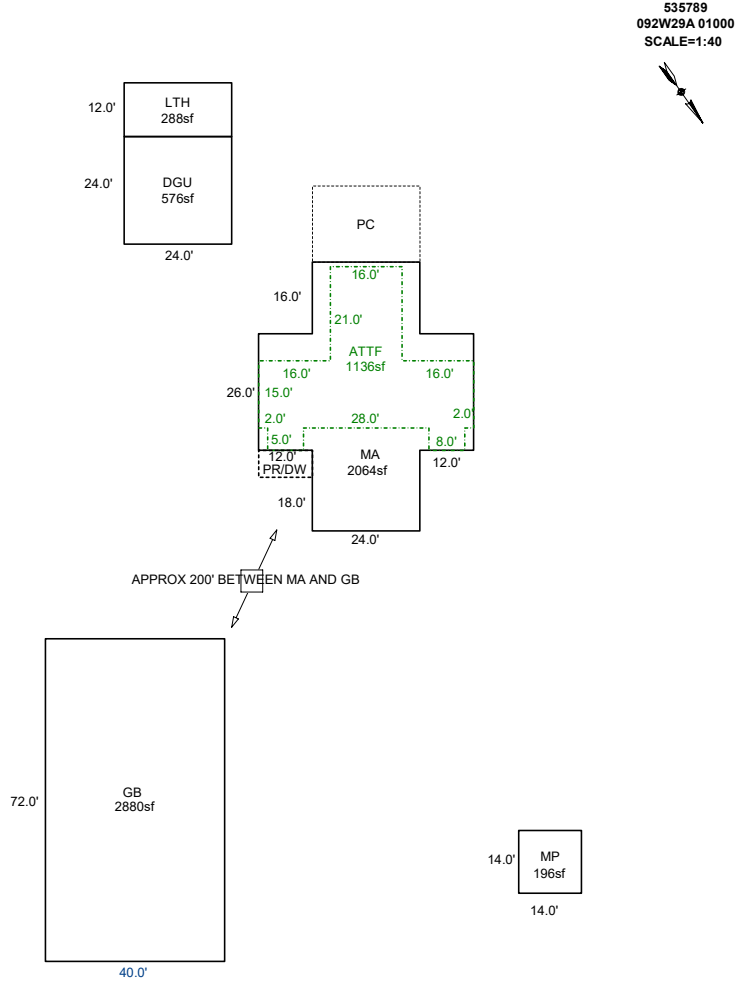 535789
092W29A 01000
SCALE=1:40
12.0'
LTH
288sf
24.0'
DGU
576sf
24.0'
PC
16.0'
16.0'
21.0'
ATTF
1136sf
16.0'
16.0'
26.0'
15.0'
2.0'
28.0'
2.0'
5.0'
8.0'
12.0'
PR/DW
MA
2064sf
12.0'
18.0'
24.0'
APPROX 200' BETWEEN MA AND GB
72.0'
GB
2880sf
40.0'
14.0'
MP
196sf
14.0'